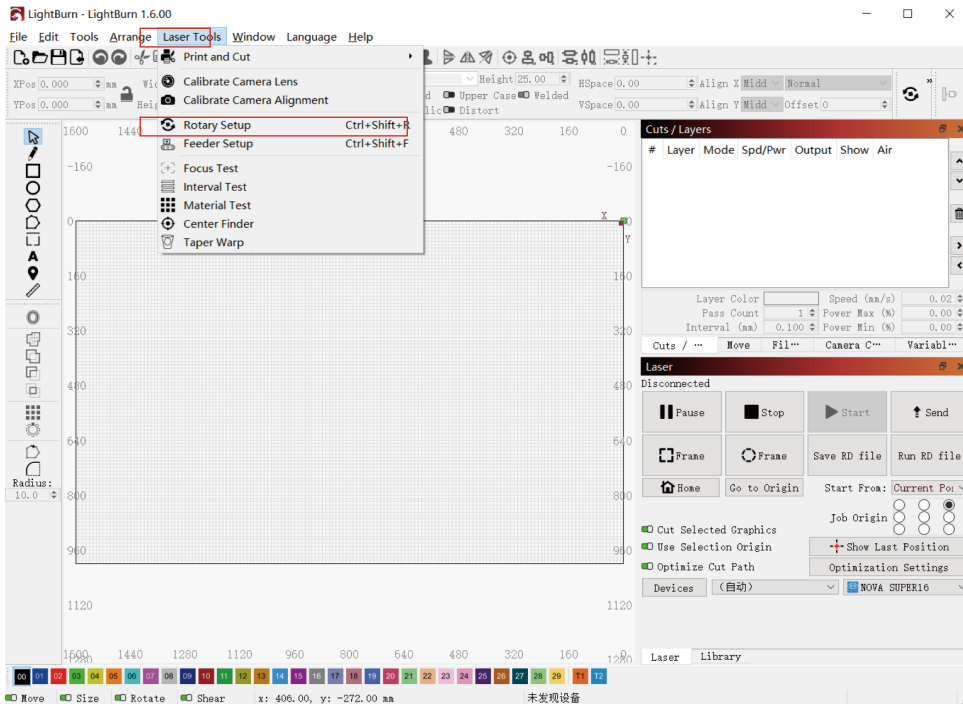 LightBurn 1.6.00
File Edit Tools Arrange Laser Tools Window Language Help
Print and Cut
Calibrate Camera Lens
Calibrate Camera Alignment
Rotary Setup Ctrl+Shift+R
Feeder Setup Ctrl+Shift+F
Focus Test
Interval Test
Material Test
Center Finder
Taper Warp
XPos 0.000 mm
YPos 0.000 mm
Height 25.00
Upper Case Welded
Distort
HSpace 0.00 Align X Midd Normal
VSpace 0.00 Align Y Midd Offset 0
1600 480 320 160 0
-160 -160
0 X 0
Y
160 160
320 320
480 480
640 640
800 800
960 960
1120 1120
1440 1280 1120 960 800 640 480 320 160 1280
Radius:
10.0
Cuts / Layers
# Layer Mode Spd/Pwr Output Show Air
Layer Color Speed (mm/s) 0.02
Pass Count 1 Power Max (%) 0.00
Interval (mm) 0.100 Power Min (%) 0.00
Cuts / ⋯ Move Fil⋯ Camera C⋯ Variabl⋯
Laser
Disconnected
Pause Stop Start Send
Frame Frame Save RD file Run RD file
Home Go to Origin Start From: Current Po
Job Origin
Cut Selected Graphics
Use Selection Origin Show Last Position
Optimize Cut Path Optimization Settings
Devices (自动) NOVA SUPER16
Laser Library
00 01 02 03 04 05 06 07 08 09 10 11 12 13 14 15 16 17 18 19 20 21 22 23 24 25 26 27 28 29 T1 T2
Move Size Rotate Shear x: 406.00, y: -272.00 mm 未发现设备